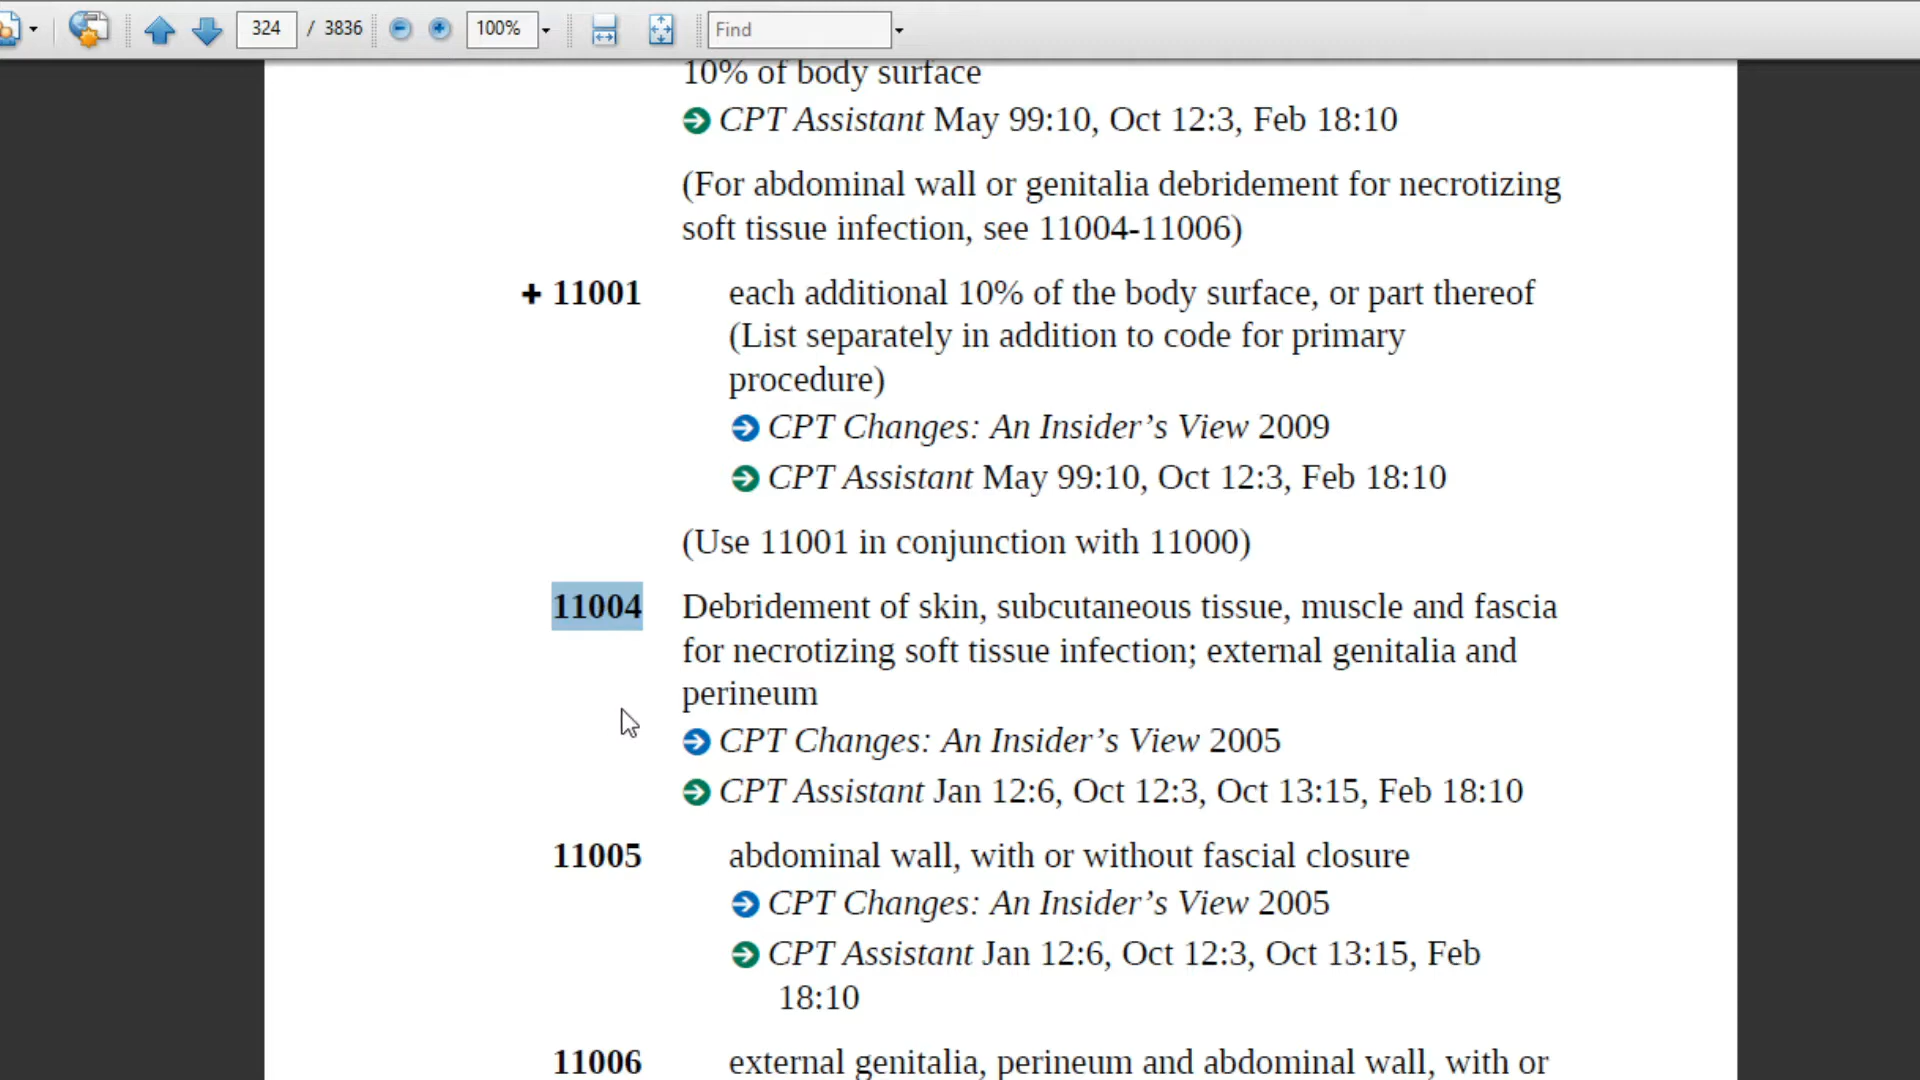 324 / 3836 100% Find
10% of body surface
CPT Assistant May 99:10, Oct 12:3, Feb 18:10
(For abdominal wall or genitalia debridement for necrotizing
soft tissue infection, see 11004-11006)
+ 11001 each additional 10% of the body surface, or part thereof
(List separately in addition to code for primary
procedure)
CPT Changes: An Insider’s View 2009
CPT Assistant May 99:10, Oct 12:3, Feb 18:10
(Use 11001 in conjunction with 11000)
11004 Debridement of skin, subcutaneous tissue, muscle and fascia
for necrotizing soft tissue infection; external genitalia and
perineum
CPT Changes: An Insider’s View 2005
CPT Assistant Jan 12:6, Oct 12:3, Oct 13:15, Feb 18:10
11005 abdominal wall, with or without fascial closure
CPT Changes: An Insider’s View 2005
CPT Assistant Jan 12:6, Oct 12:3, Oct 13:15, Feb
18:10
11006 external genitalia, perineum and abdominal wall, with or